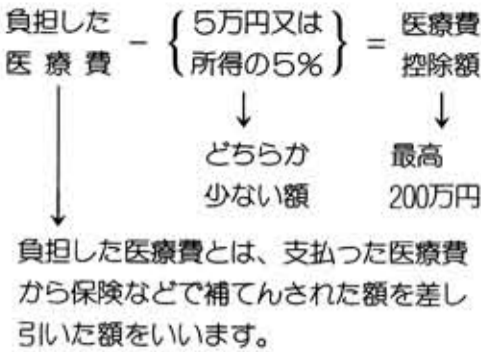 負担した
医療費
－
{５万円又は
所得の５%}
＝
医療費
控除額
どちらか
少ない額
最高
200万円
負担した医療費とは、支払った医療費
から保険などで補てんされた額を差し
引いた額をいいます。